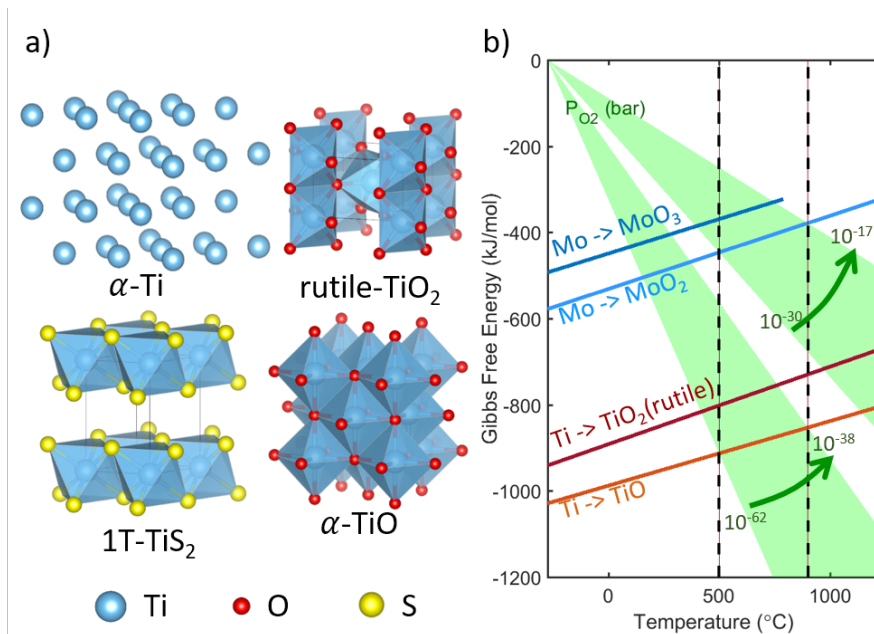 a)
α-Ti
rutile-TiO₂
1T-TiS₂
α-TiO
Ti
O
S
b)
0
-200
-400
-600
-800
-1000
-1200
Gibbs Free Energy (kJ/mol)
P_O2 (bar)
Mo -> MoO₃
Mo -> MoO₂
10⁻¹⁷
10⁻³⁰
Ti -> TiO₂(rutile)
Ti -> TiO
10⁻³⁸
10⁻⁶²
0
500
1000
Temperature (°C)